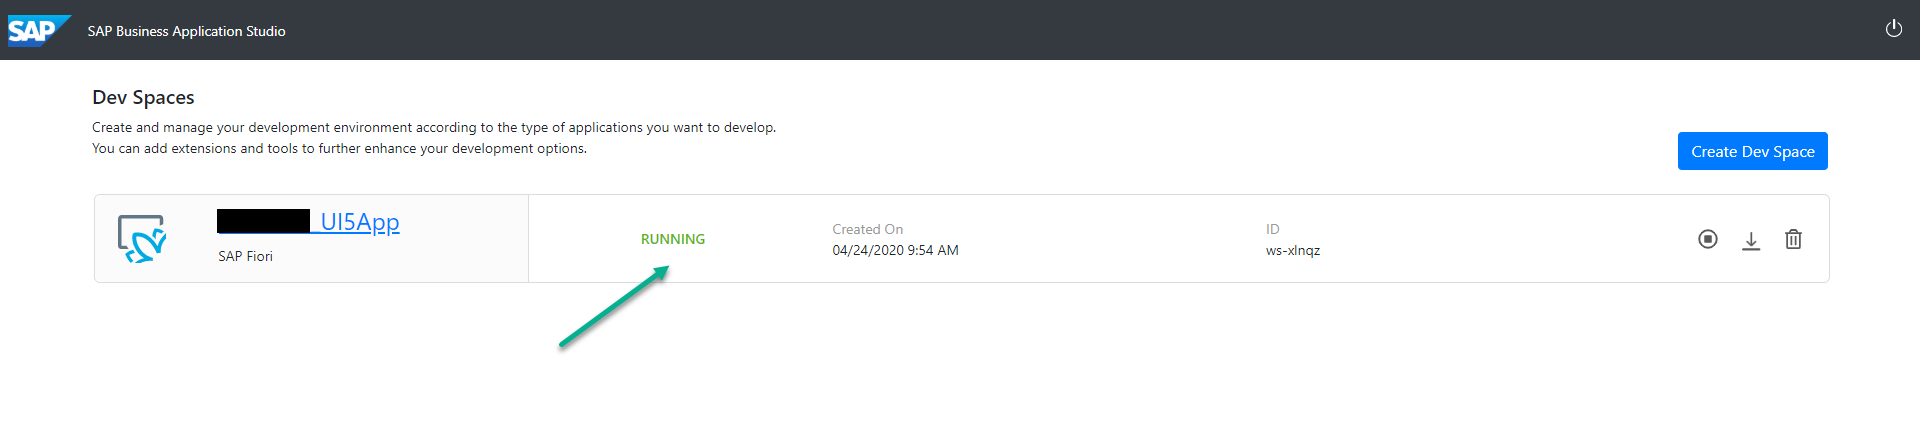 SAP
SAP Business Application Studio
Dev Spaces
Create and manage your development environment according to the type of applications you want to develop.
You can add extensions and tools to further enhance your development options.
Create Dev Space
_UI5App
SAP Fiori
RUNNING
Created On
04/24/2020 9:54 AM
ID
ws-xlnqz